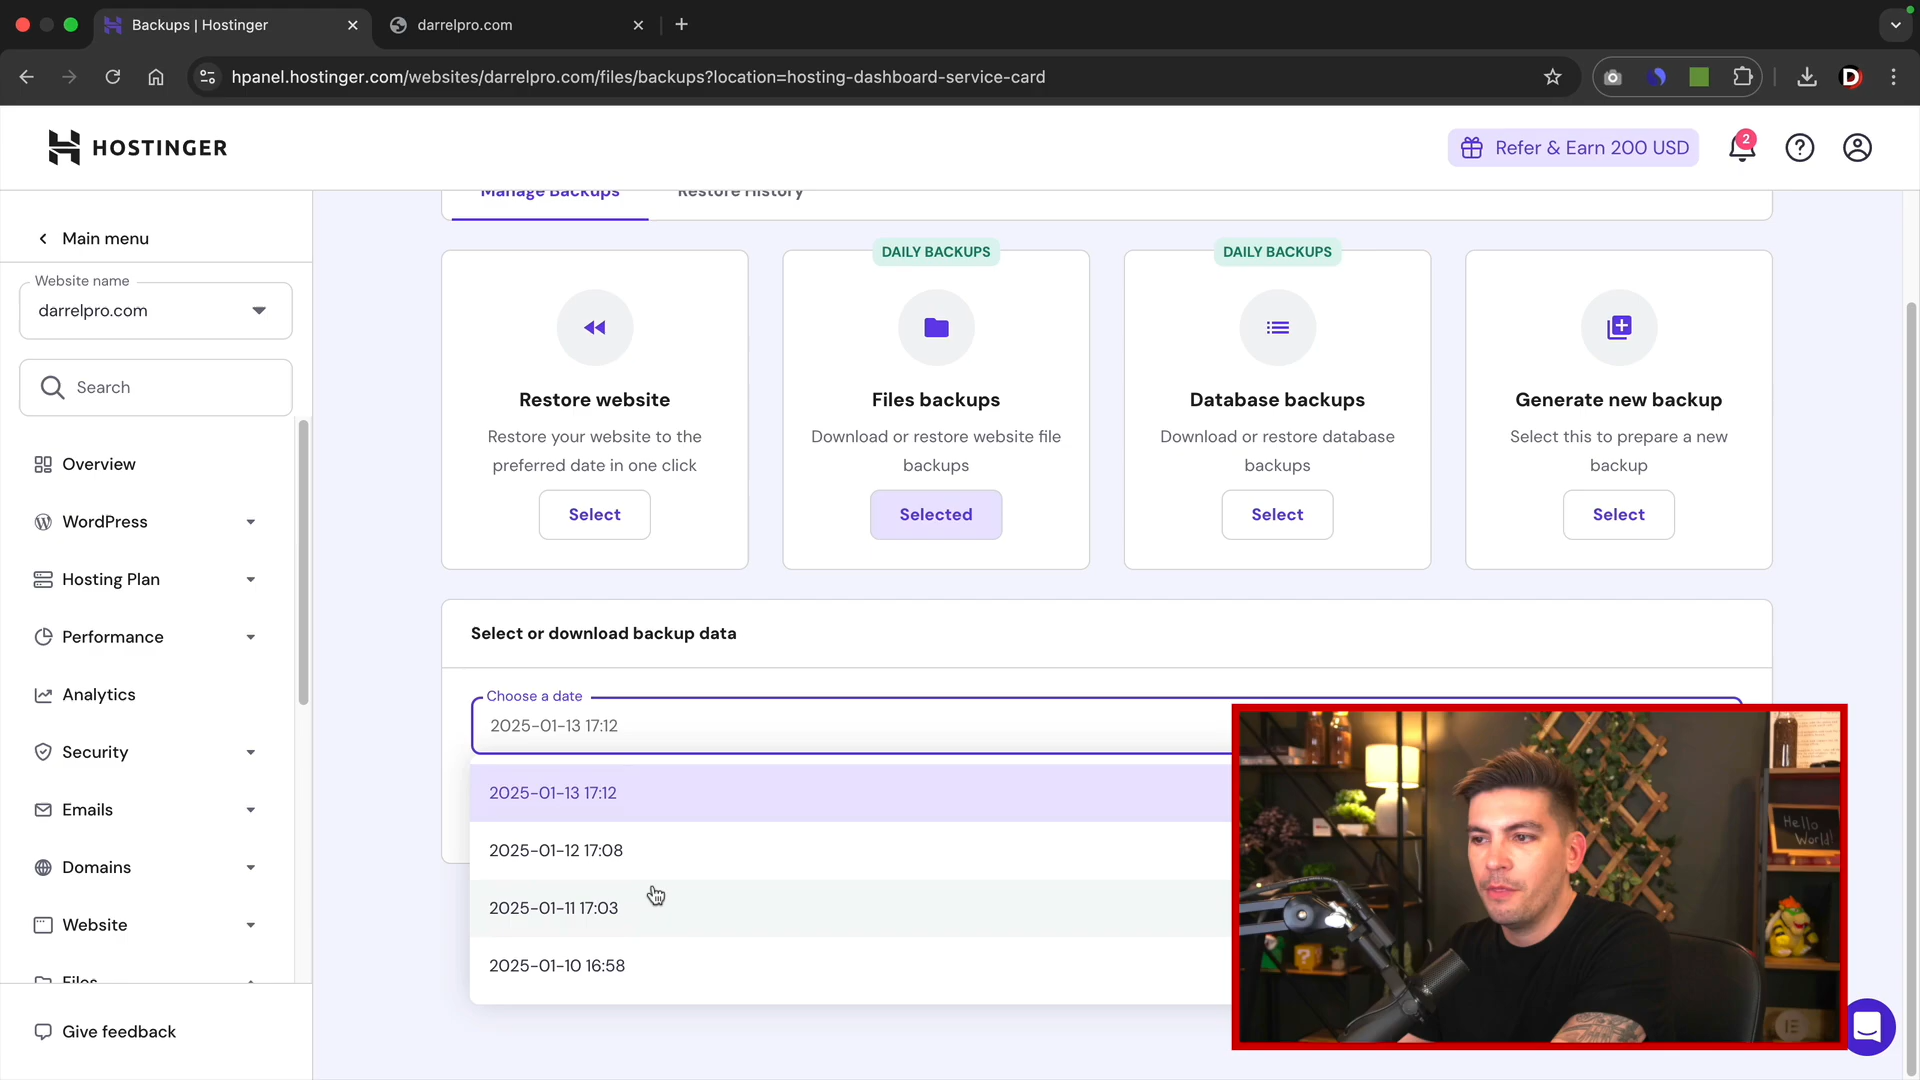 Backups | Hostinger
darrelpro.com
hpanel.hostinger.com/websites/darrelpro.com/files/backups?location=hosting-dashboard-service-card
D
HOSTINGER
Refer & Earn 200 USD
2
Main menu
Website name
darrelpro.com
Search
Overview
WordPress
Hosting Plan
Performance
Analytics
Security
Emails
Domains
Website
Files
Give feedback
Manage Backups
Restore History
Restore website
Restore your website to the
preferred date in one click
Select
DAILY BACKUPS
Files backups
Download or restore website file
backups
Selected
DAILY BACKUPS
Database backups
Download or restore database
backups
Select
Generate new backup
Select this to prepare a new
backup
Select
Select or download backup data
Choose a date
2025-01-13 17:12
2025-01-13 17:12
2025-01-12 17:08
2025-01-11 17:03
2025-01-10 16:58
Hello
World!